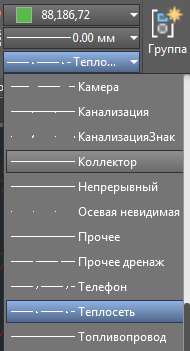 88,186,72
0.00 мм
Тепло...
Группа
Камера
Канализация
КанализацияЗнак
Коллектор
Непрерывный
Осевая невидимая
Прочее
Прочее дренаж
Телефон
Теплосеть
Топливопровод